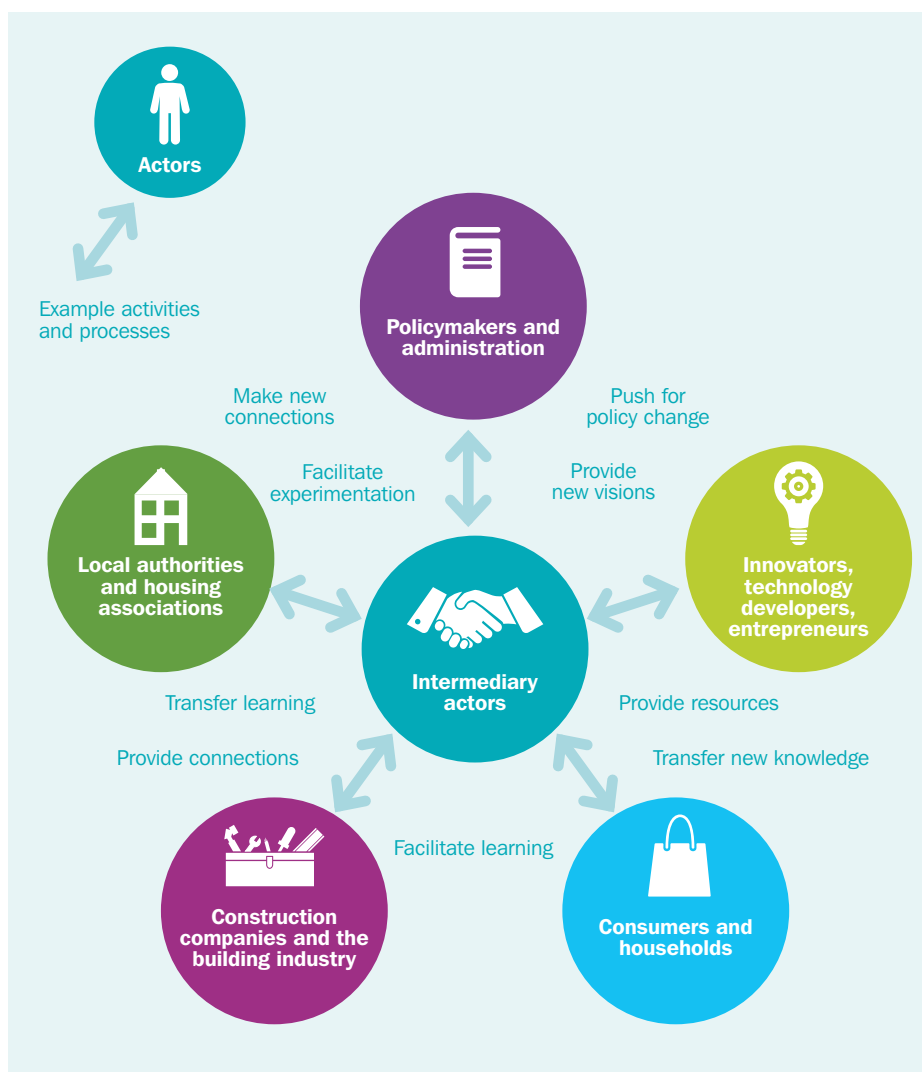 Actors
Example activities
and processes
Policymakers and
administration
Make new
connections
Push for
policy change
Facilitate
experimentation
Provide
new visions
Local authorities
and housing
associations
Innovators,
technology
developers,
entrepreneurs
Intermediary
actors
Transfer learning
Provide resources
Provide connections
Transfer new knowledge
Facilitate learning
Construction
companies and the
building industry
Consumers and
households